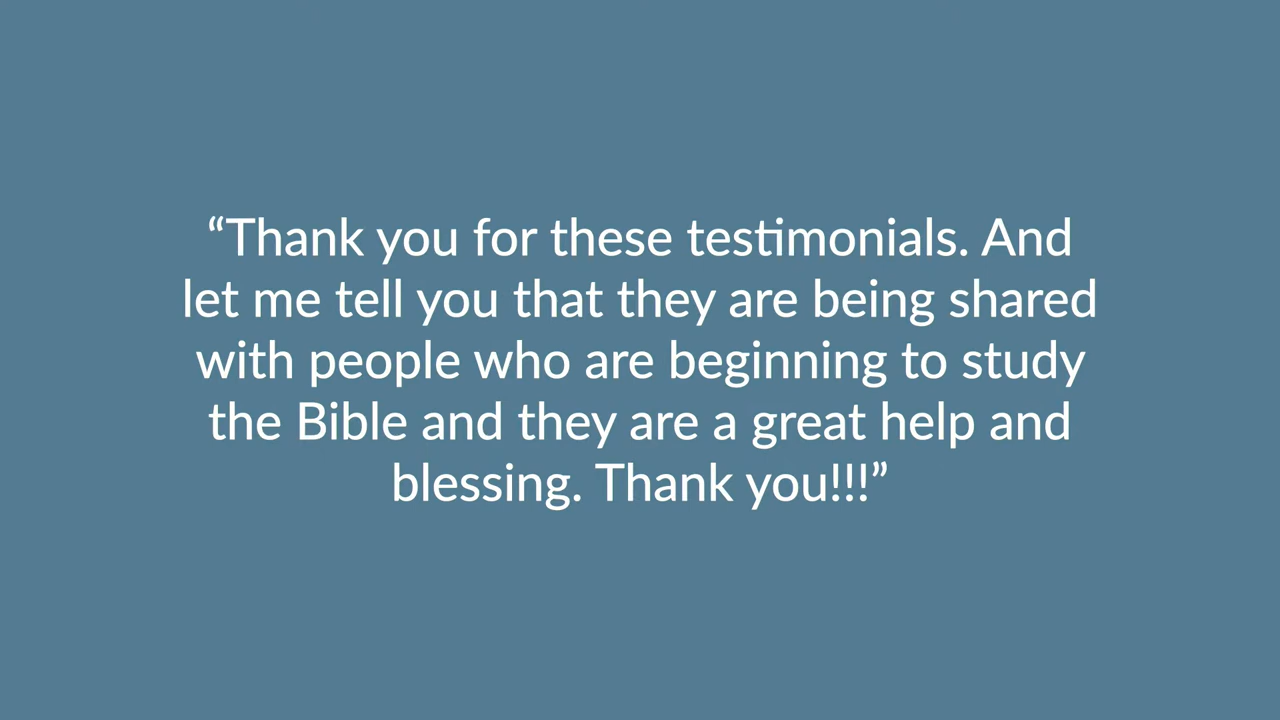 “Thank you for these testimonials. And
let me tell you that they are being shared
with people who are beginning to study
the Bible and they are a great help and
blessing. Thank you!!!”